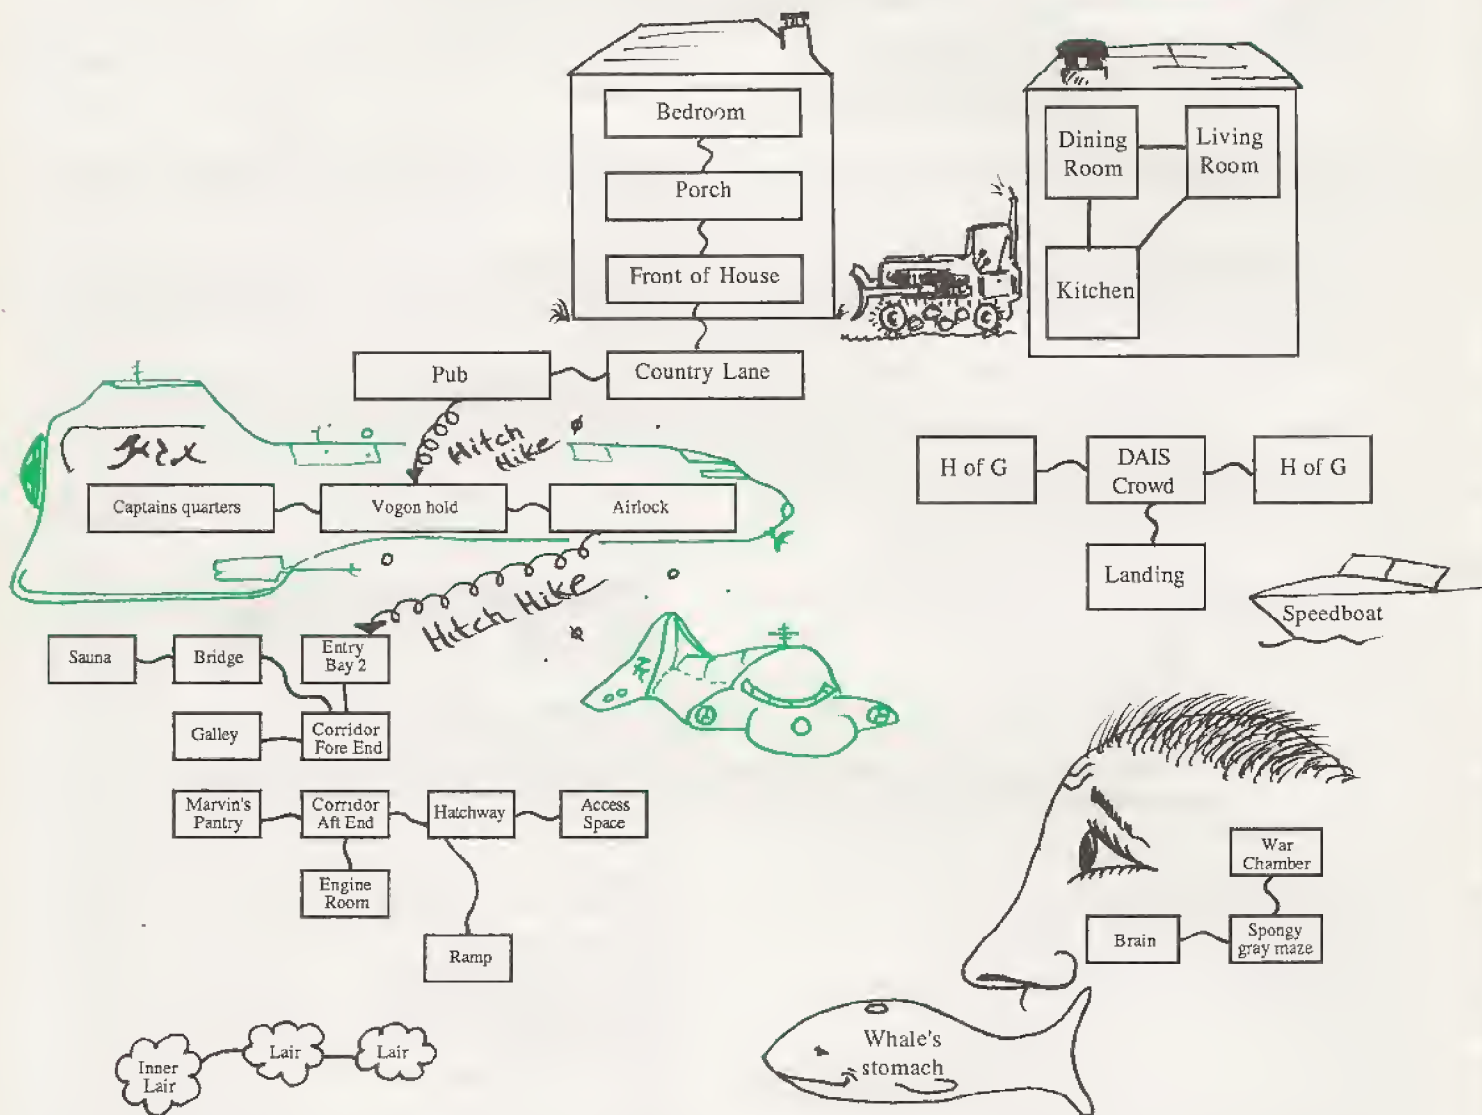 Bedroom
Porch
Front of House
Dining
Room
Living
Room
Kitchen
Pub
Country Lane
Hitch
Hike
Captains quarters
Vogon hold
Airlock
H of G
DAIS
Crowd
H of G
Landing
Speedboat
Hitch Hike
Sauna
Bridge
Entry
Bay 2
Galley
Corridor
Fore End
Marvin's
Pantry
Corridor
Aft End
Hatchway
Access
Space
Engine
Room
Ramp
War
Chamber
Brain
Spongy
gray maze
Inner
Lair
Lair
Lair
Whale's
stomach